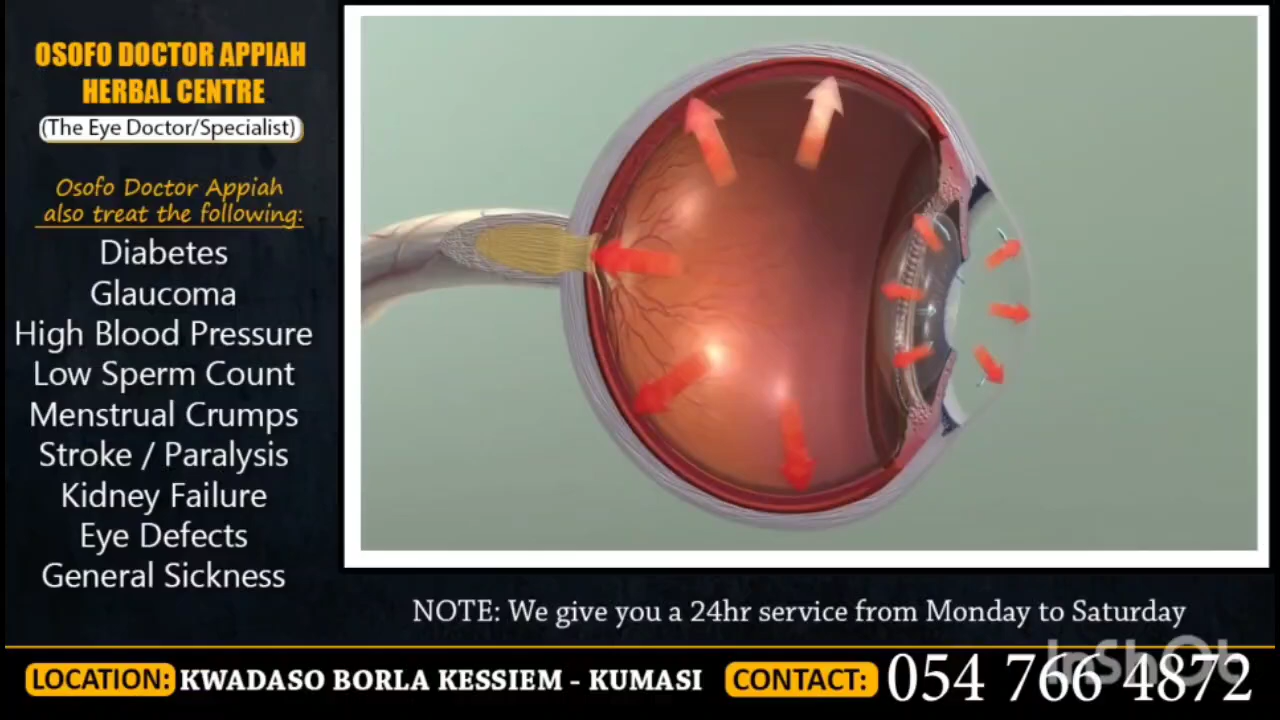 OSOFO DOCTOR APPIAH
HERBAL CENTRE
(The Eye Doctor/Specialist)
Osofo Doctor Appiah
also treat the following:
Diabetes
Glaucoma
High Blood Pressure
Low Sperm Count
Menstrual Crumps
Stroke / Paralysis
Kidney Failure
Eye Defects
General Sickness
NOTE: We give you a 24hr service from Monday to Saturday
InShOt
LOCATION: KWADASO BORLA KESSIEM - KUMASI CONTACT: 054 766 4872